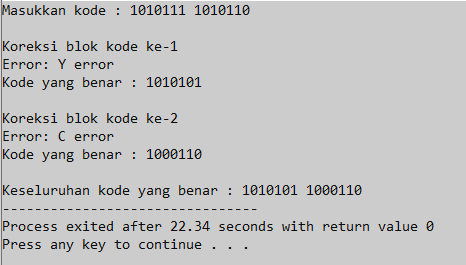 Masukkan kode : 1010111 1010110
Koreksi blok kode ke-1
Error: Y error
Kode yang benar : 1010101
Koreksi blok kode ke-2
Error: C error
Kode yang benar : 1000110
Keseluruhan kode yang benar : 1010101 1000110
--------------------------------
Process exited after 22.34 seconds with return value 0
Press any key to continue . . .